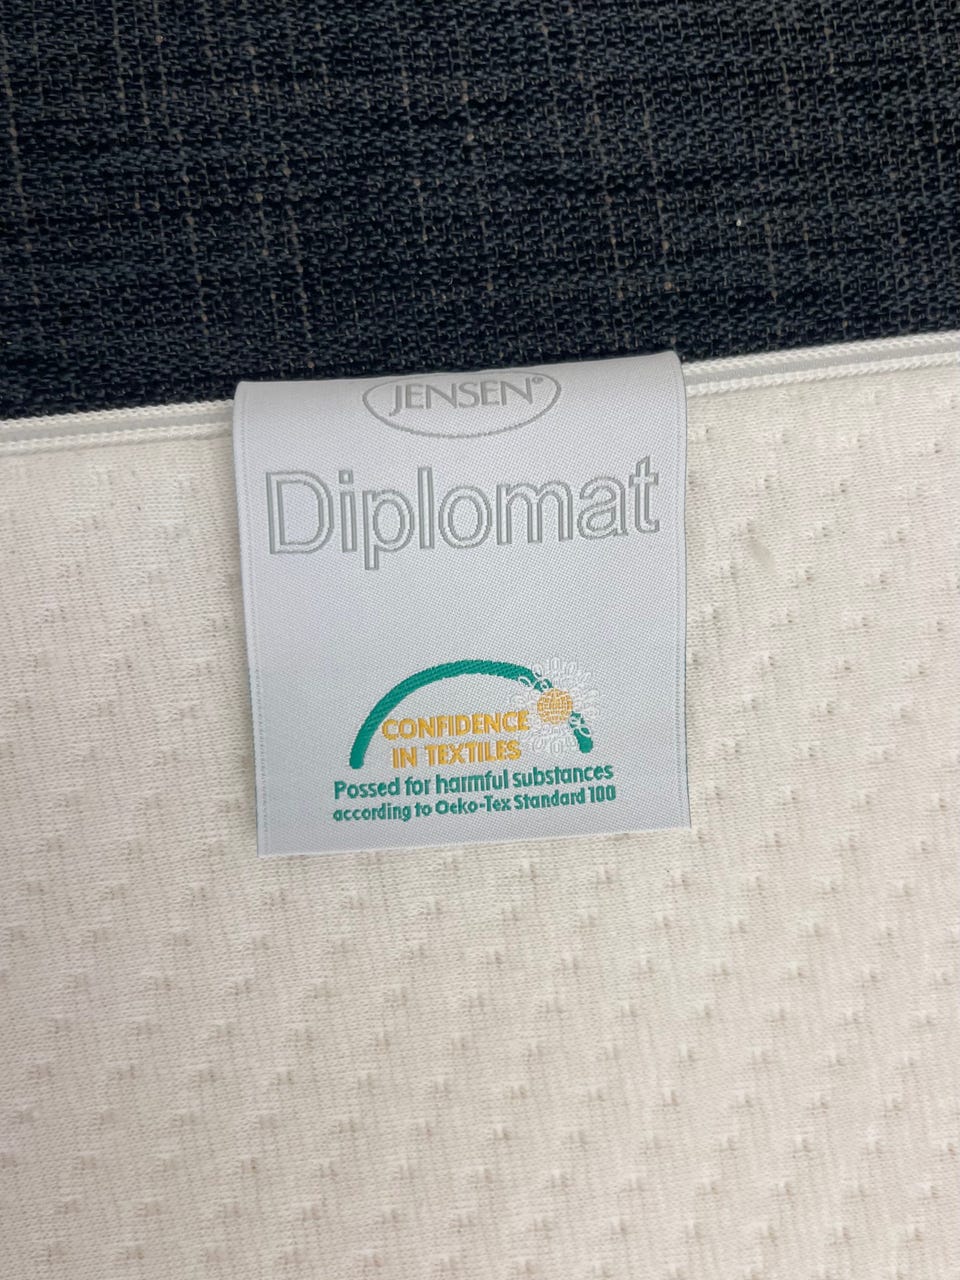 JENSEN®
Diplomat
CONFIDENCE
IN TEXTILES
Possed for harmful substances
according to Oeko-Tex Standard 100